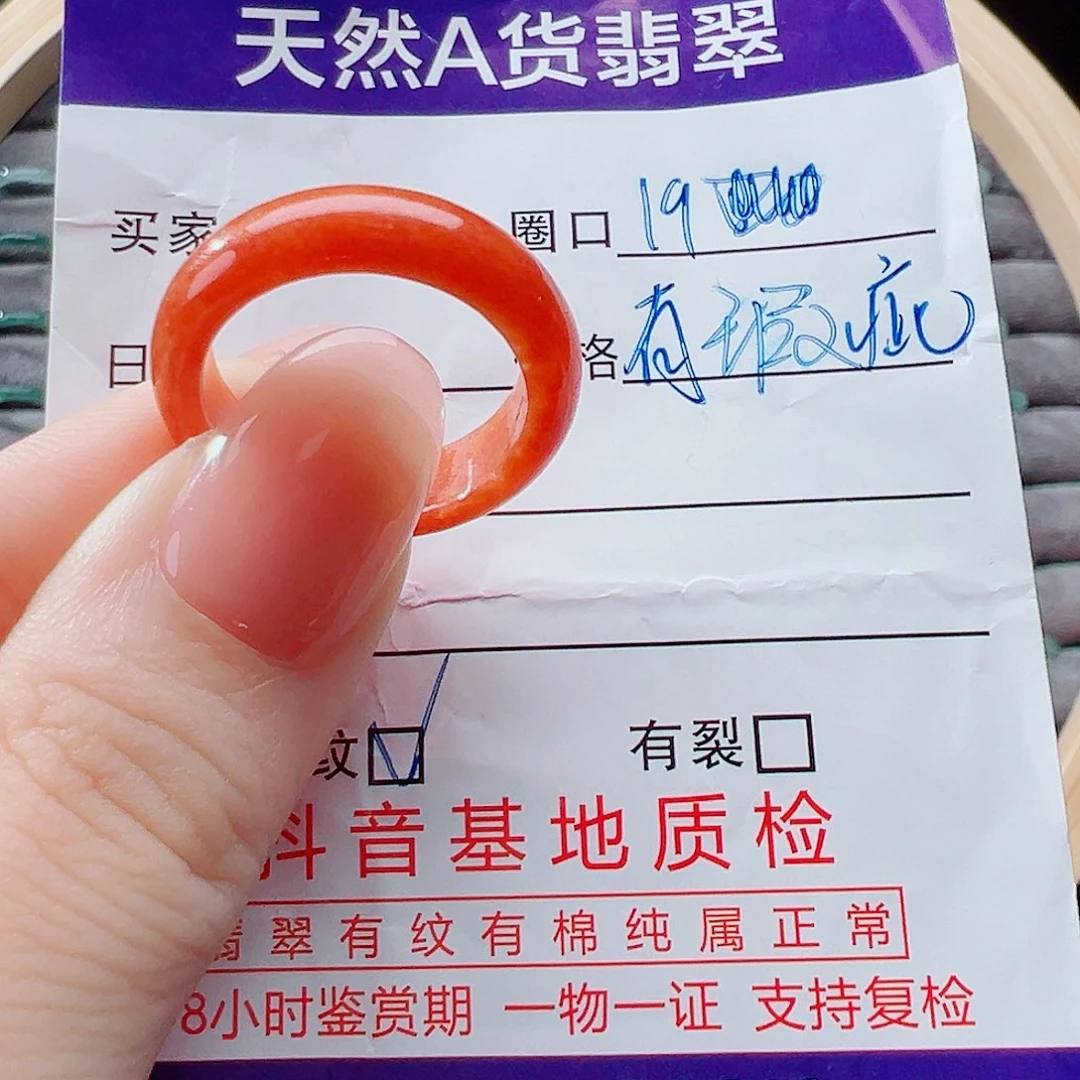 天然A货翡翠
买家 圈口 19
日 格 有瑕疵
纹 有裂
抖音基地质检
翡翠有纹有棉纯属正常
8小时鉴赏期 一物一证 支持复检